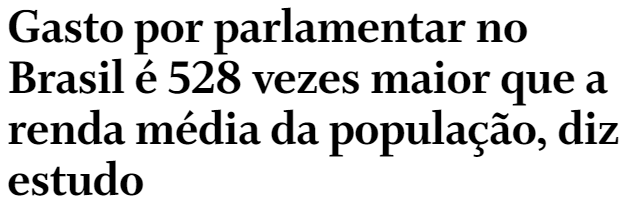 Gasto por parlamentar no
Brasil é 528 vezes maior que a
renda média da população, diz
estudo